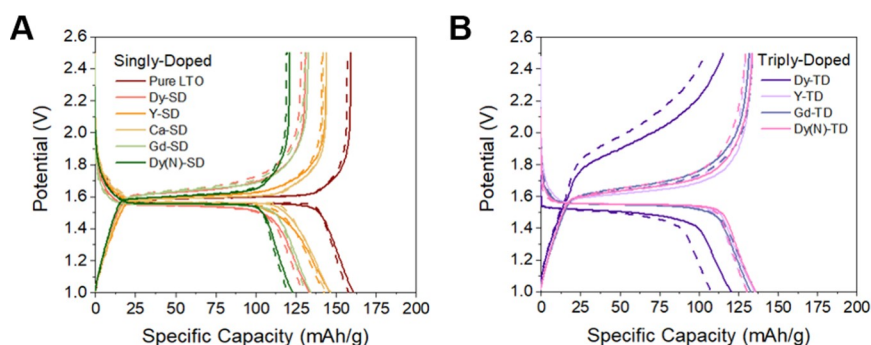 A
B
Singly-Doped
Pure LTO
Dy-SD
Y-SD
Ca-SD
Gd-SD
Dy(N)-SD
Potential (V)
2.6
2.4
2.2
2.0
1.8
1.6
1.4
1.2
1.0
0 25 50 75 100 125 150 175 200
Specific Capacity (mAh/g)
Triply-Doped
Dy-TD
Y-TD
Gd-TD
Dy(N)-TD
Potential (V)
2.6
2.4
2.2
2.0
1.8
1.6
1.4
1.2
1.0
0 25 50 75 100 125 150 175 200
Specific Capacity (mAh/g)